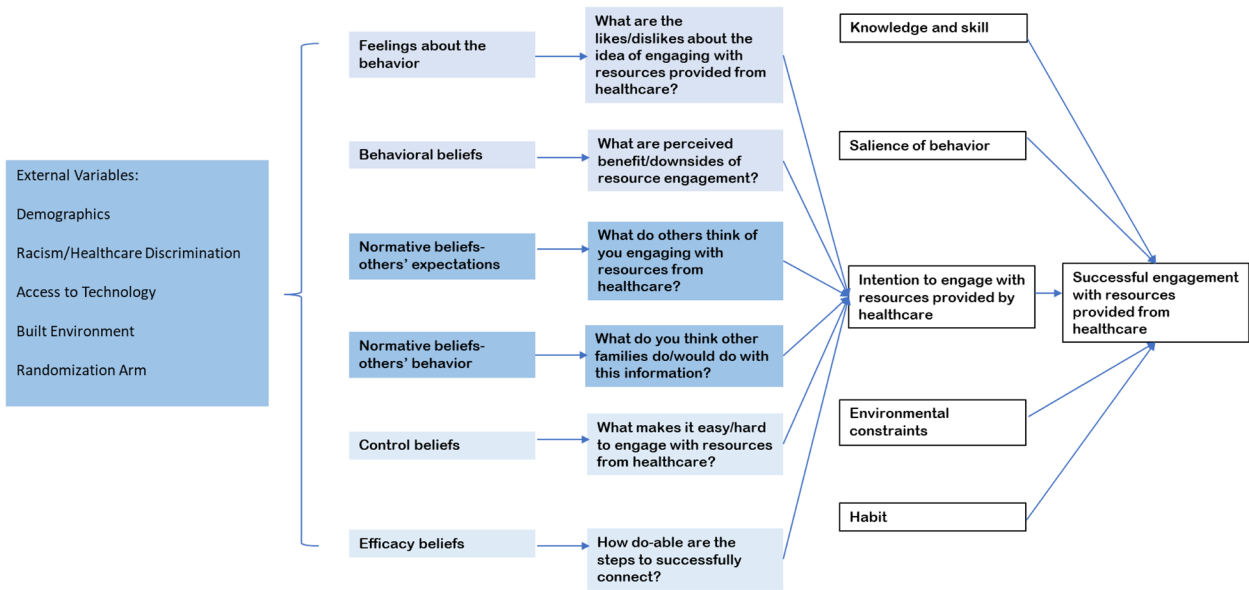 External Variables:
Demographics
Racism/Healthcare Discrimination
Access to Technology
Built Environment
Randomization Arm
Feelings about the
behavior
What are the
likes/dislikes about the
idea of engaging with
resources provided from
healthcare?
Behavioral beliefs
What are perceived
benefit/downsides of
resource engagement?
Normative beliefs-
others’ expectations
What do others think of
you engaging with
resources from
healthcare?
Normative beliefs-
others’ behavior
What do you think other
families do/would do with
this information?
Control beliefs
What makes it easy/hard
to engage with resources
from healthcare?
Efficacy beliefs
How do-able are the
steps to successfully
connect?
Knowledge and skill
Salience of behavior
Intention to engage with
resources provided by
healthcare
Environmental
constraints
Habit
Successful engagement
with resources
provided from
healthcare